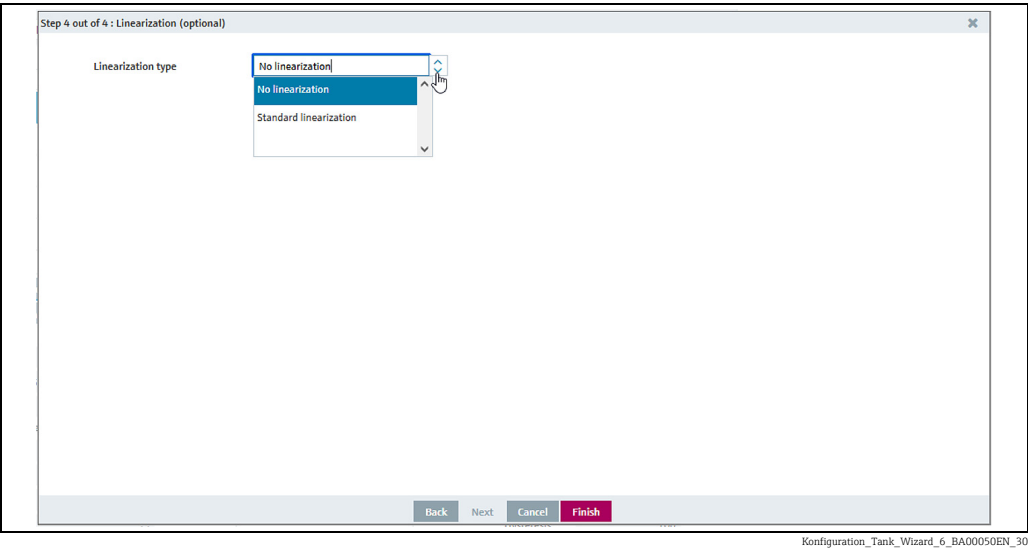 Step 4 out of 4 : Linearization (optional)
Linearization type
No linearization
No linearization
Standard linearization
Back Next Cancel Finish
Konfiguration_Tank_Wizard_6_BA00050EN_30